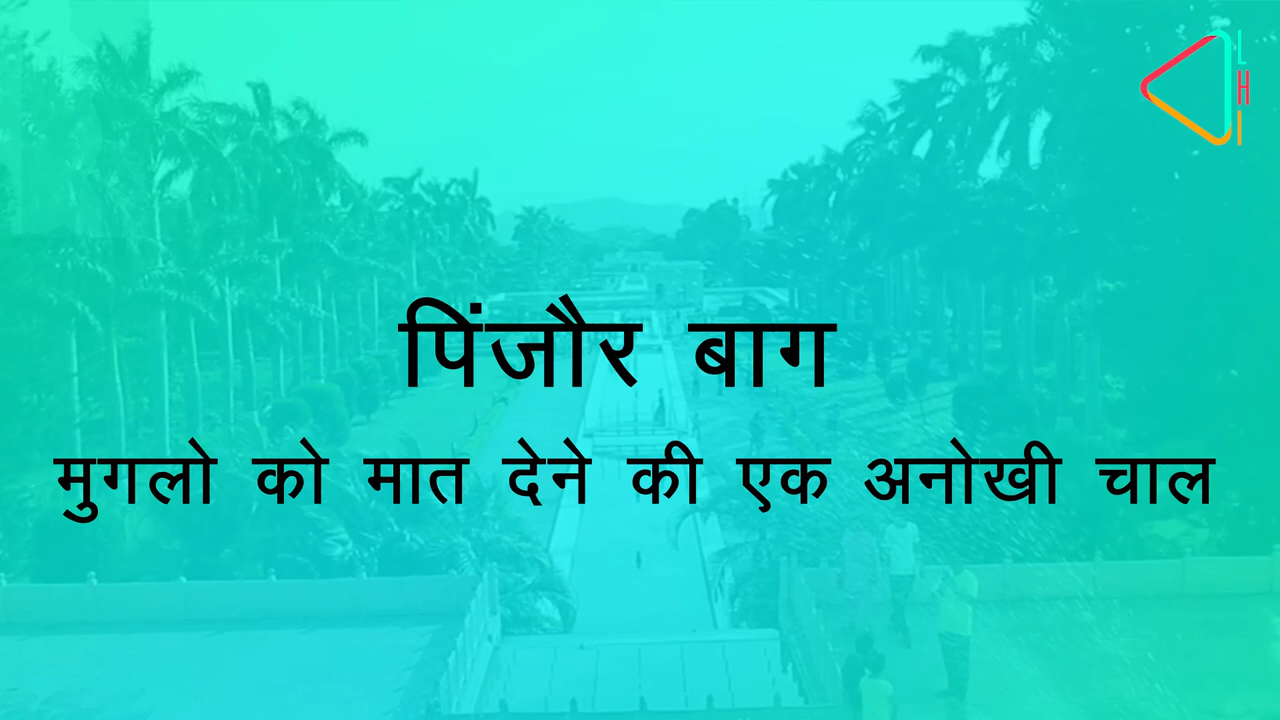 L
H
I
पिंजौर बाग
मुगलो को मात देने की एक अनोखी चाल